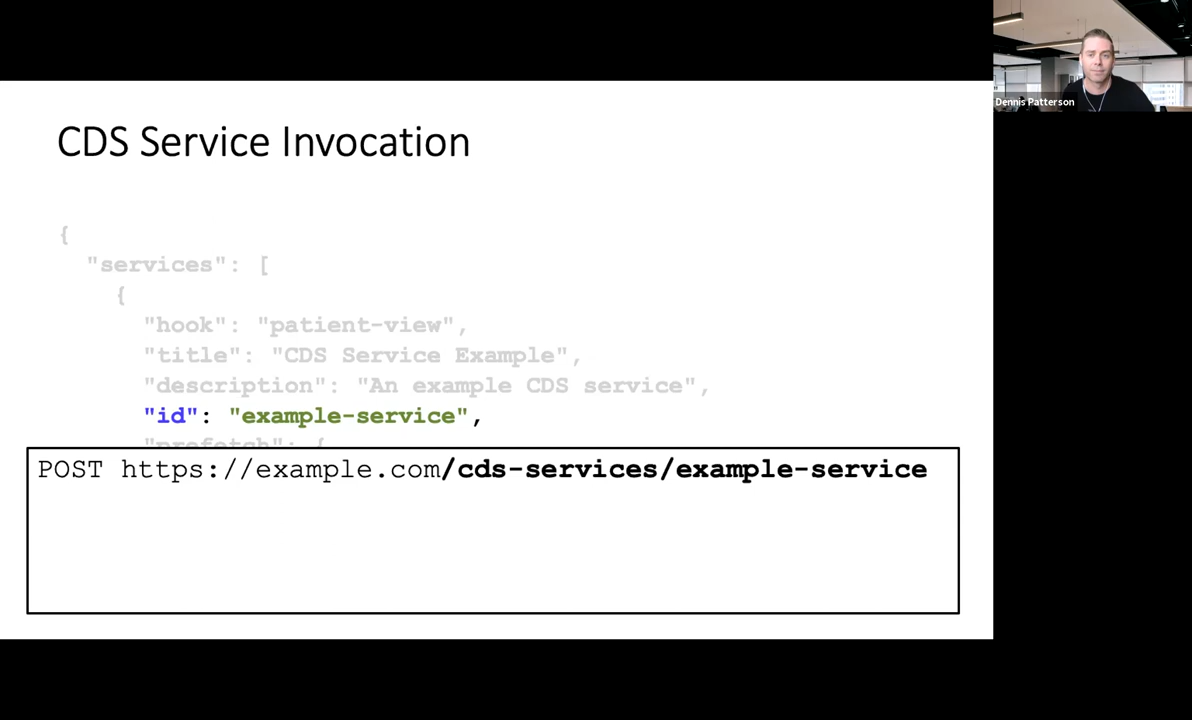 CDS Service Invocation
{
"services": [
{
"hook": "patient-view",
"title": "CDS Service Example",
"description": "An example CDS service",
"id": "example-service",
"prefetch": {
POST https://example.com/cds-services/example-service
Dennis Patterson